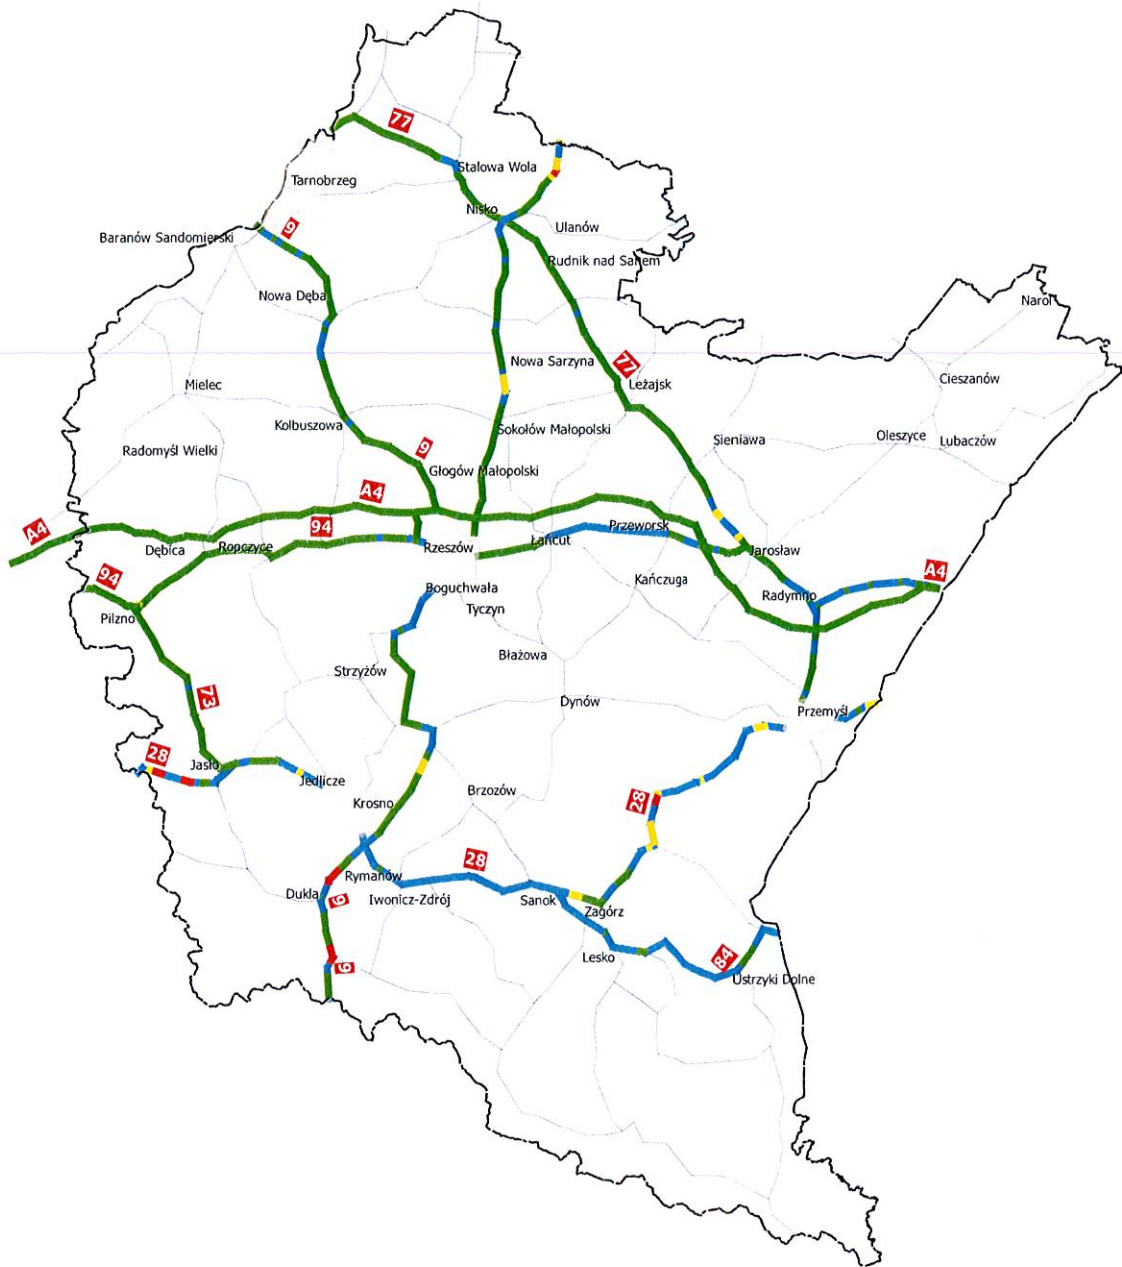 77
Stalowa Wola
Tarnobrzeg
Nisko
9
Ulanów
Baranów Sandomierski
Rudnik nad Sanem
Nowa Dęba
Narol
Nowa Sarzyna
77
Leżajsk
Cieszanów
Mielec
Kolbuszowa
Sokołów Małopolski
Sieniawa
Oleszyce
Lubaczów
Radomyśl Wielki
9
Głogów Małopolski
A4
A4
94
Przeworsk
Łańcut
Dębica
Ropczyce
Rzeszów
Jarosław
A4
94
Kańczuga
Boguchwała
Radymno
Tyczyn
Pilzno
Błażowa
Strzyżów
73
Dynów
Przemyśl
28
Jasło
Jedlicze
Brzozów
Krosno
28
28
Rymanów
Dukla
9
Iwonicz-Zdrój
Sanok
Zagórz
Lesko
84
9
Ustrzyki Dolne